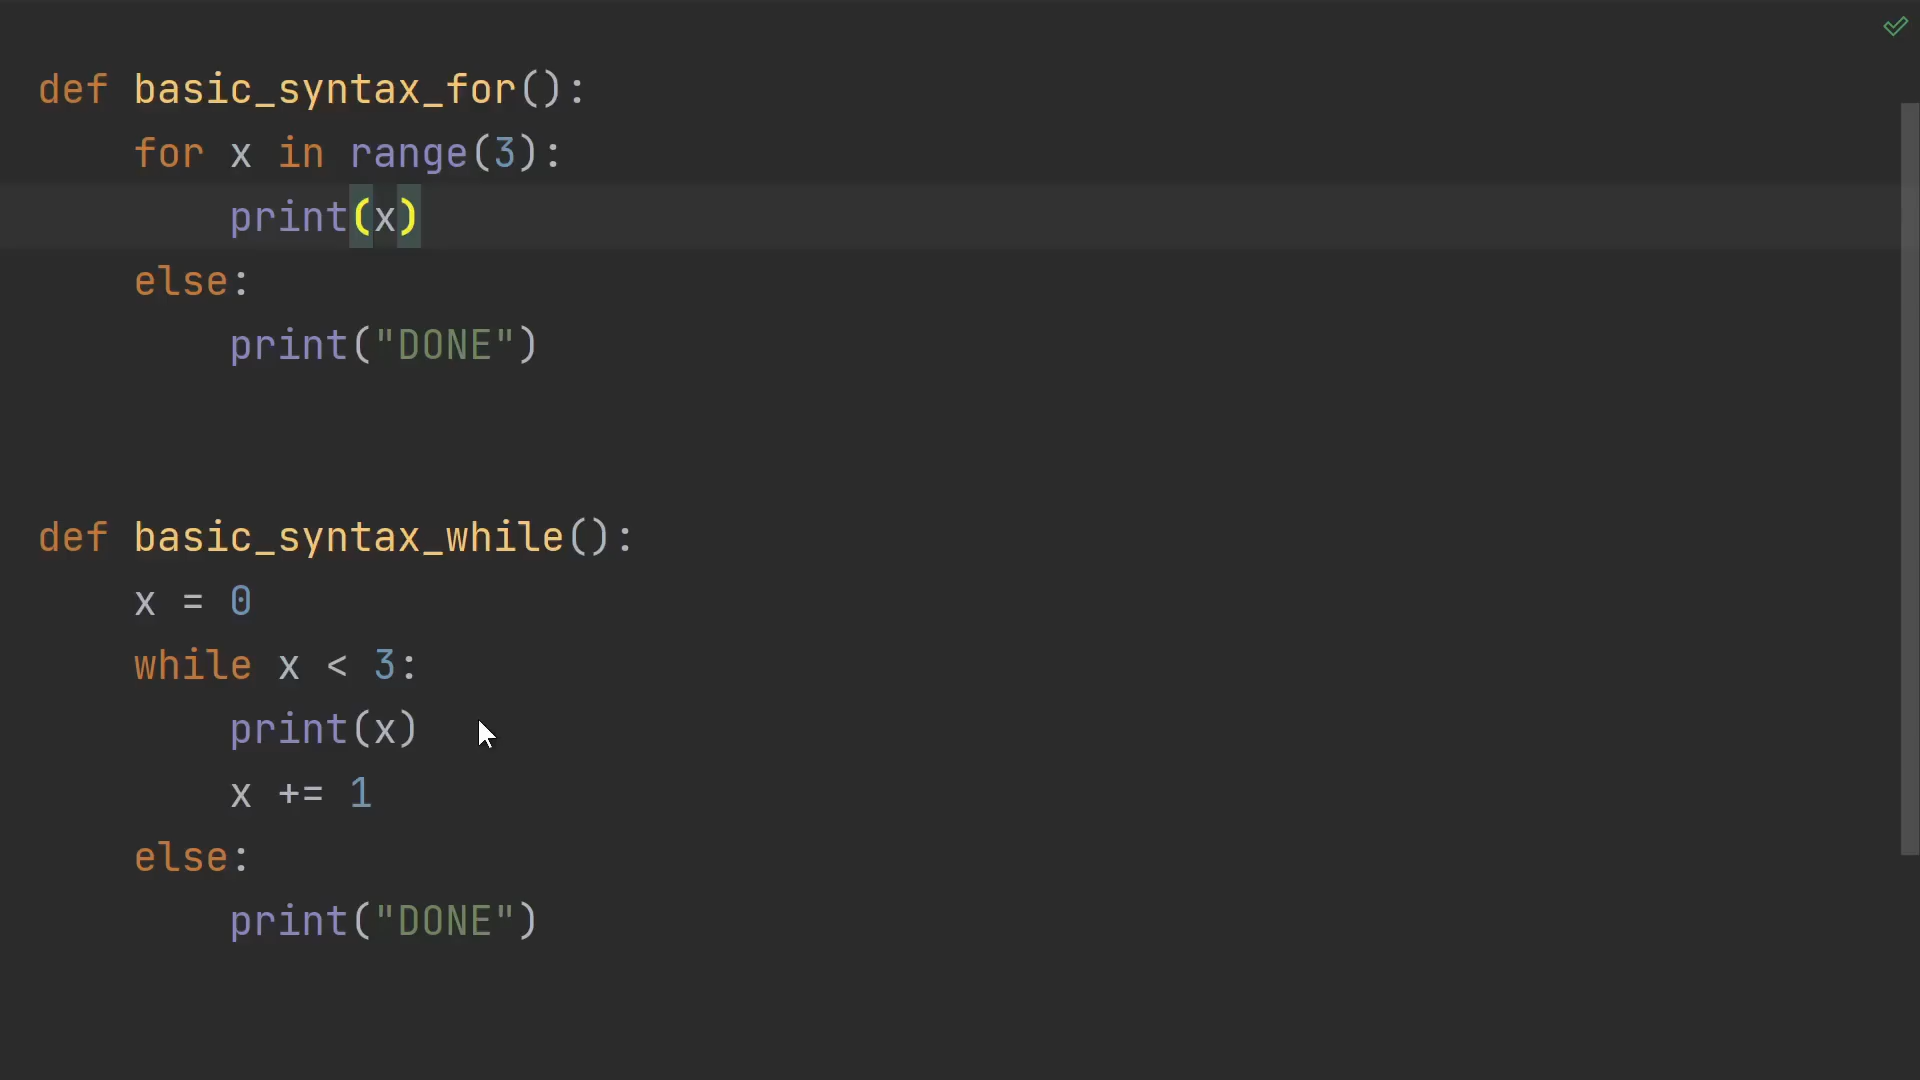 def basic_syntax_for():
    for x in range(3):
        print(x)
    else:
        print("DONE")
def basic_syntax_while():
    x = 0
    while x < 3:
        print(x)
        x += 1
    else:
        print("DONE")